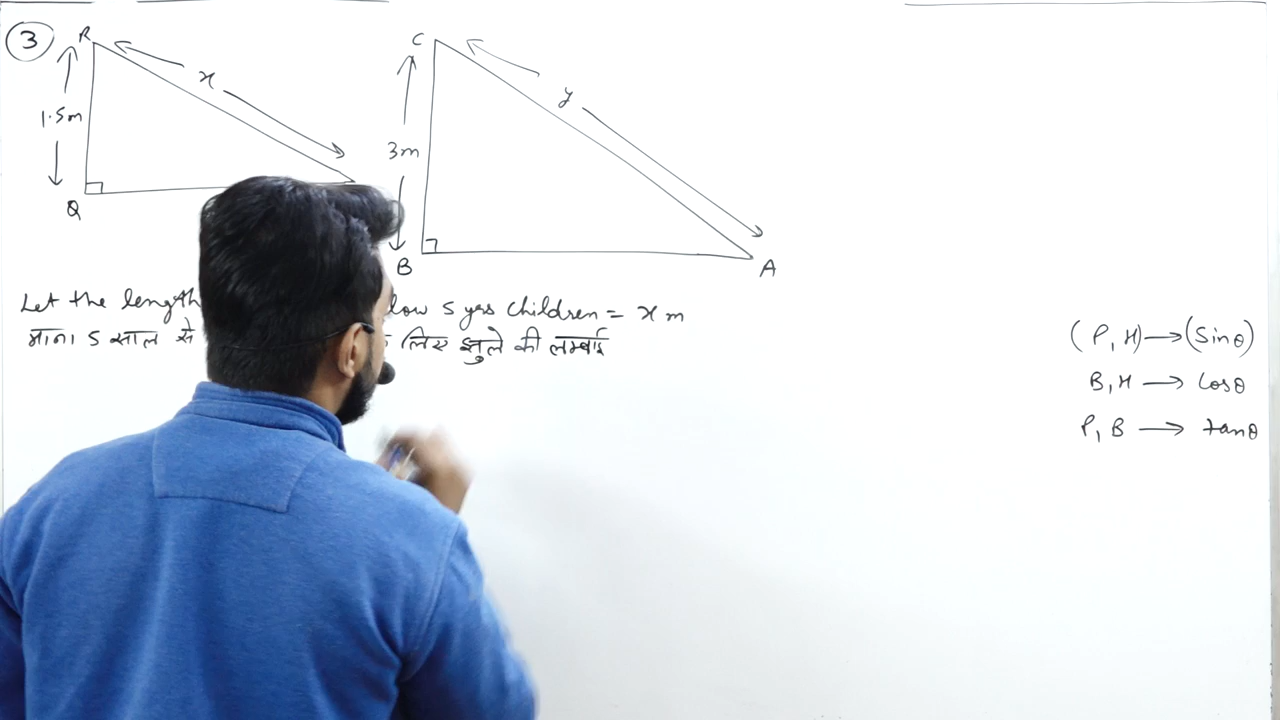 3
R
x
1.5m
Q
C
y
3m
B
A
Let the length low 5 yrs children = x m
माना 5 साल से लिए झुले की लम्बाई
(P, H) → (Sinθ)
B, H → Cosθ
P, B → tanθ